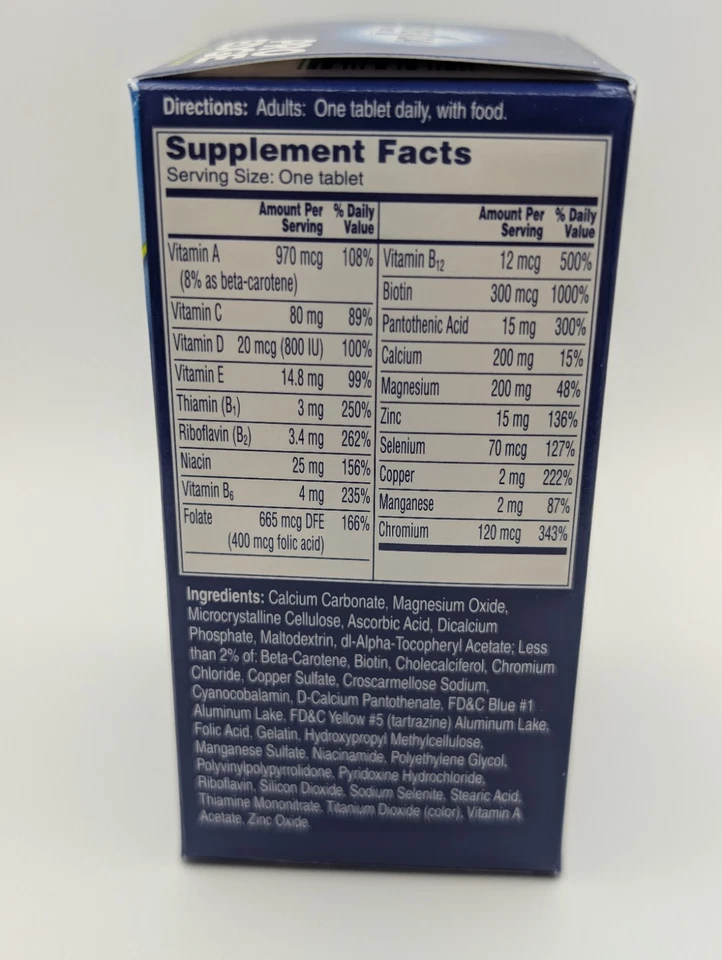 Directions: Adults: One tablet daily, with food.
Supplement Facts
Serving Size: One tablet
Amount Per Serving % Daily Value
Vitamin A 970 mcg 108%
(8% as beta-carotene)
Vitamin C 80 mg 89%
Vitamin D 20 mcg (800 IU) 100%
Vitamin E 14.8 mg 99%
Thiamin (B₁) 3 mg 250%
Riboflavin (B₂) 3.4 mg 262%
Niacin 25 mg 156%
Vitamin B₆ 4 mg 235%
Folate 665 mcg DFE 166%
(400 mcg folic acid)
Amount Per Serving % Daily Value
Vitamin B₁₂ 12 mcg 500%
Biotin 300 mcg 1000%
Pantothenic Acid 15 mg 300%
Calcium 200 mg 15%
Magnesium 200 mg 48%
Zinc 15 mg 136%
Selenium 70 mcg 127%
Copper 2 mg 222%
Manganese 2 mg 87%
Chromium 120 mcg 343%
Ingredients: Calcium Carbonate, Magnesium Oxide,
Microcrystalline Cellulose, Ascorbic Acid, Dicalcium
Phosphate, Maltodextrin, dl-Alpha-Tocopheryl Acetate; Less
than 2% of: Beta-Carotene, Biotin, Cholecalciferol, Chromium
Chloride, Copper Sulfate, Croscarmellose Sodium,
Cyanocobalamin, D-Calcium Pantothenate, FD&C Blue #1
Aluminum Lake, FD&C Yellow #5 (tartrazine) Aluminum Lake,
Folic Acid, Gelatin, Hydroxypropyl Methylcellulose,
Manganese Sulfate, Niacinamide, Polyethylene Glycol,
Polyvinylpolypyrrolidone, Pyridoxine Hydrochloride,
Riboflavin, Silicon Dioxide, Sodium Selenite, Stearic Acid,
Thiamine Mononitrate, Titanium Dioxide (color), Vitamin A
Acetate, Zinc Oxide.